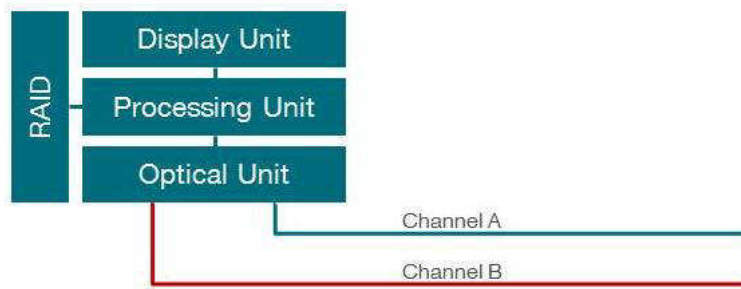 RAID
Display Unit
Processing Unit
Optical Unit
Channel A
Channel B